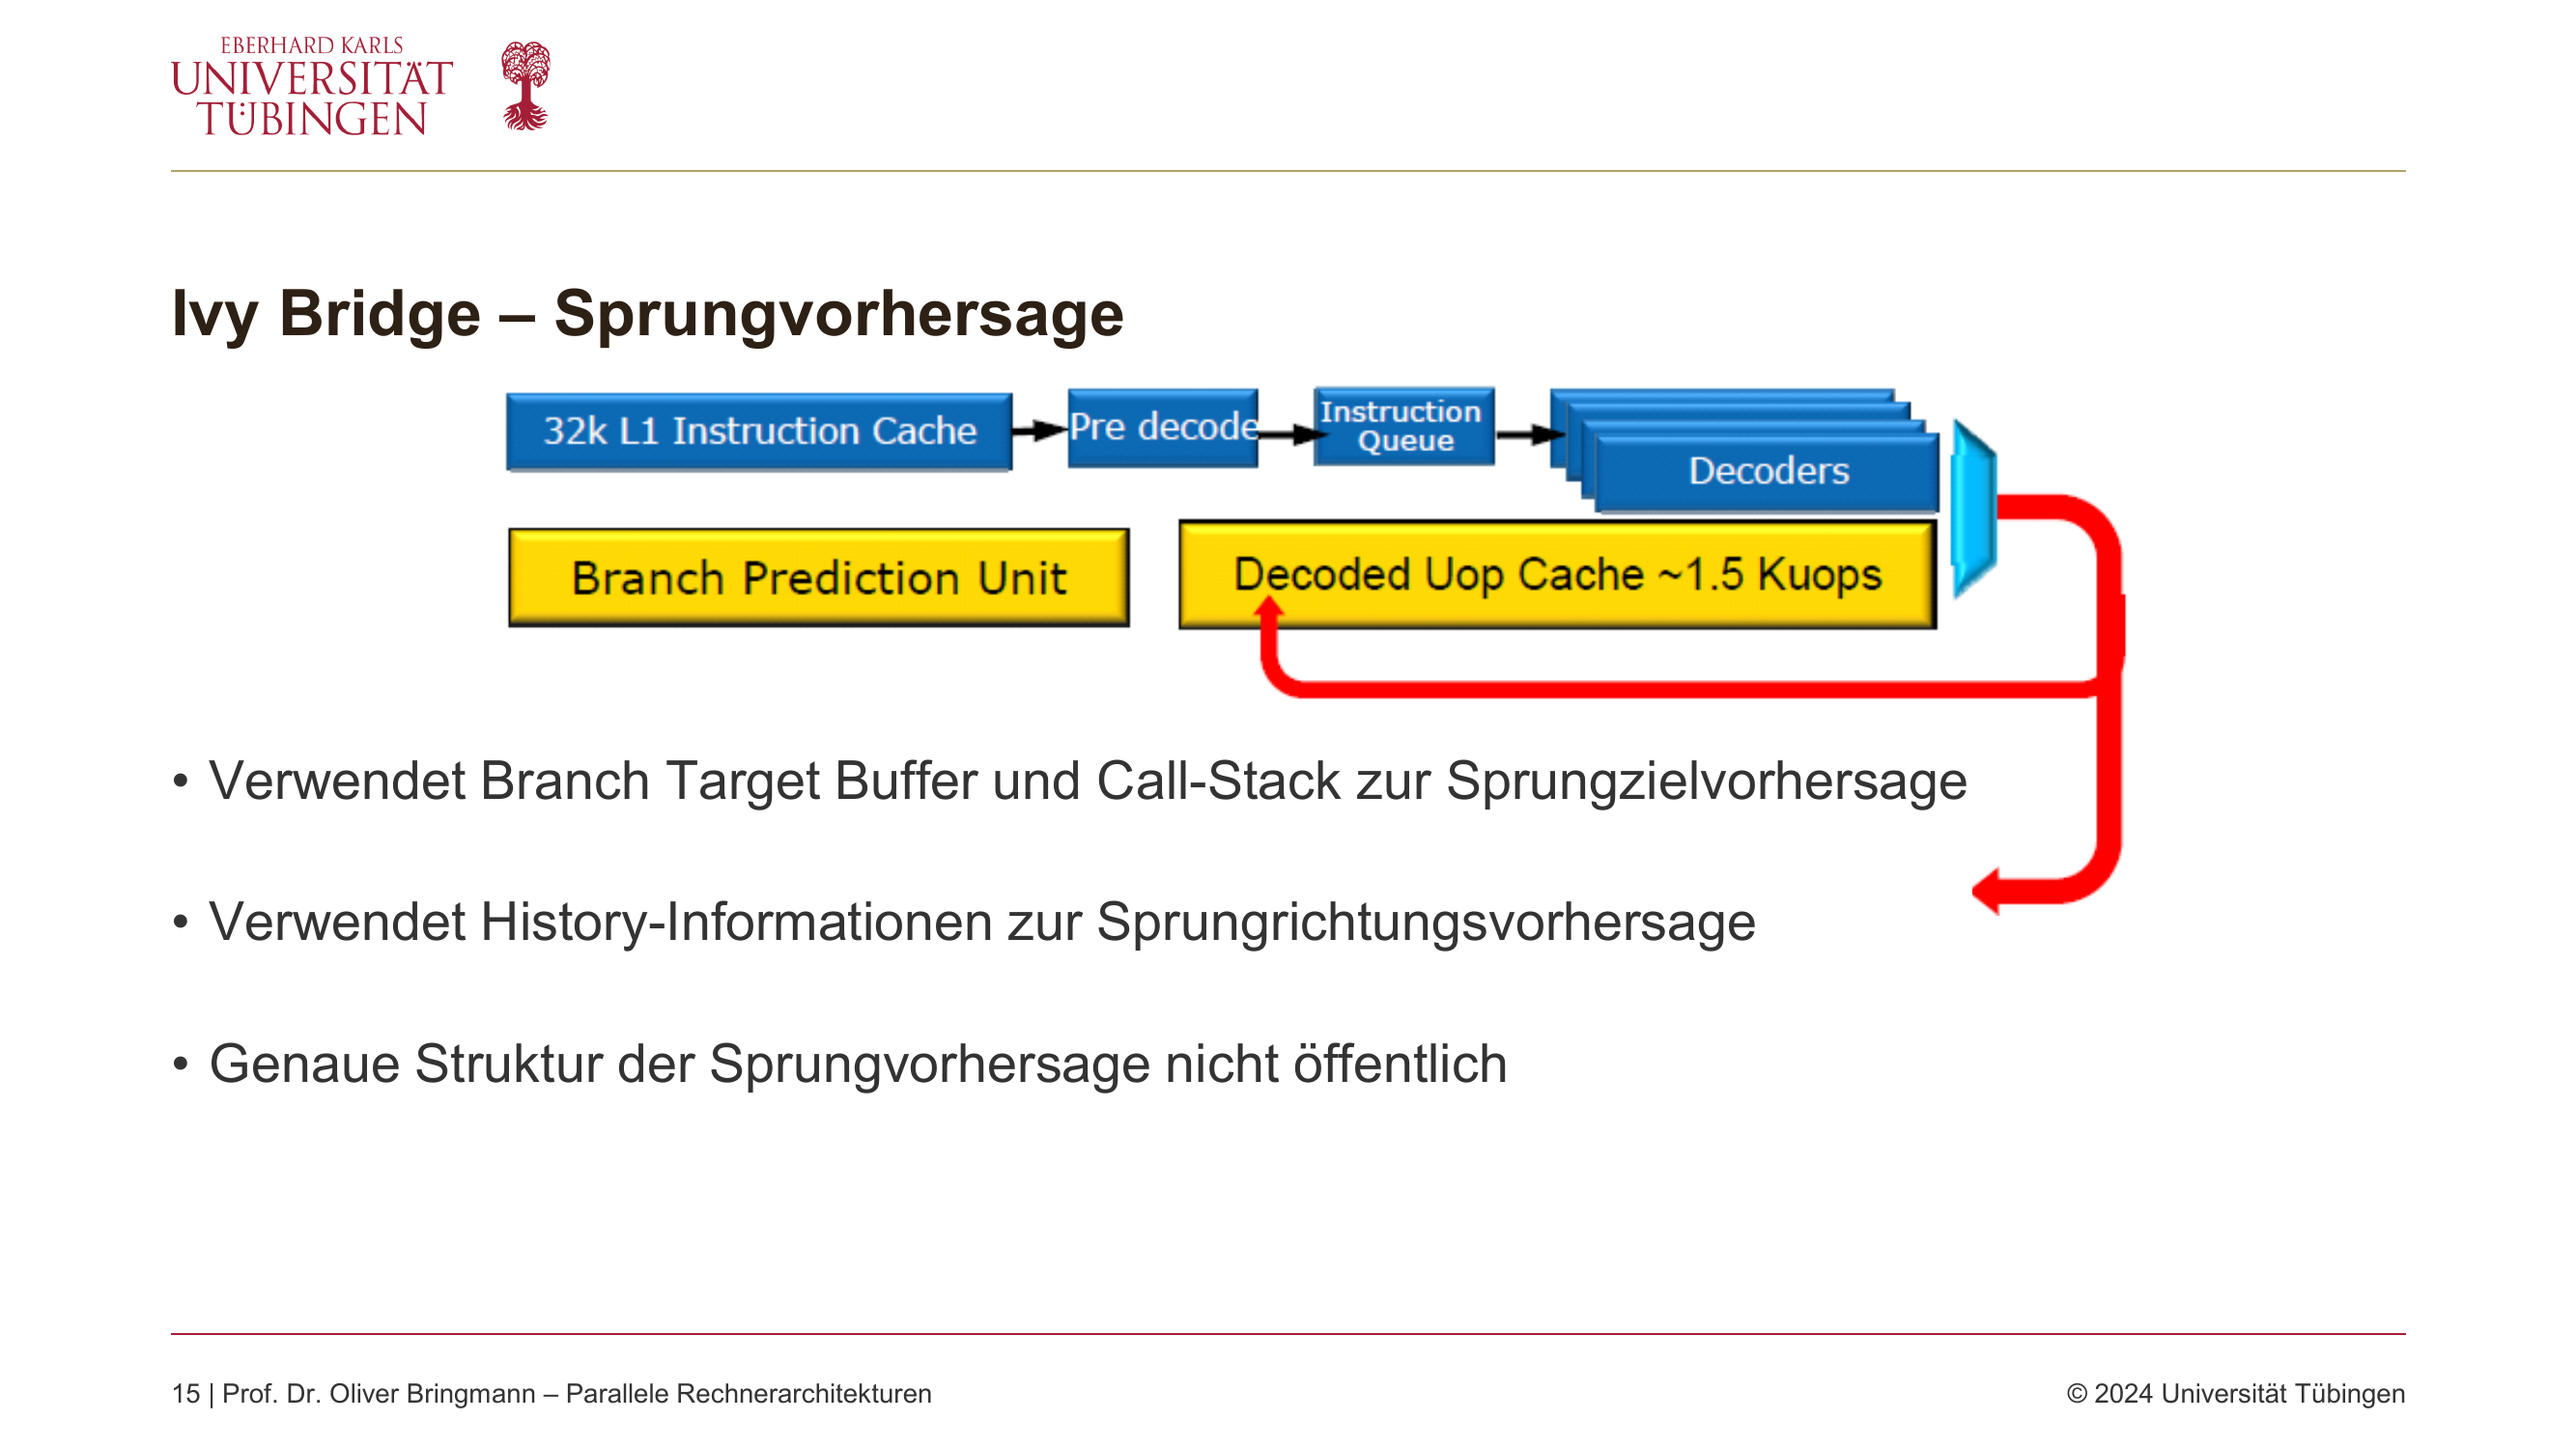 EBERHARD KARLS
UNIVERSITÄT
TÜBINGEN
Ivy Bridge – Sprungvorhersage
32k L1 Instruction Cache
Pre decode
Instruction
Queue
Decoders
Branch Prediction Unit
Decoded Uop Cache ~1.5 Kuops
• Verwendet Branch Target Buffer und Call-Stack zur Sprungzielvorhersage
• Verwendet History-Informationen zur Sprungrichtungsvorhersage
• Genaue Struktur der Sprungvorhersage nicht öffentlich
15 | Prof. Dr. Oliver Bringmann – Parallele Rechnerarchitekturen
© 2024 Universität Tübingen